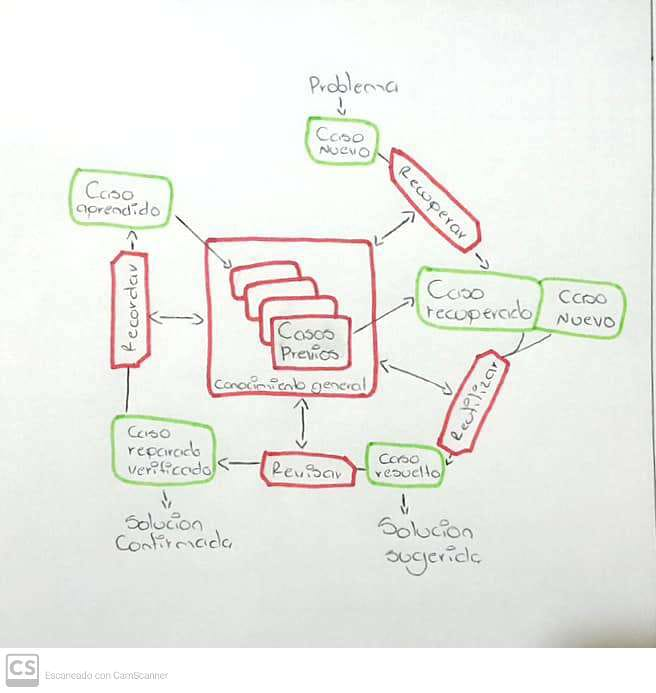 Problema
Caso
Nuevo
Recuperar
Caso
aprendido
Recordar
Casos
Previos
Conocimiento general
Caso
recuperado
Caso
Nuevo
Reutilizar
Caso
resuelto
Revisar
Caso
reparado
verificado
Solucion
Confirmada
Solucion
sugerida
CS
Escaneado con CamScanner